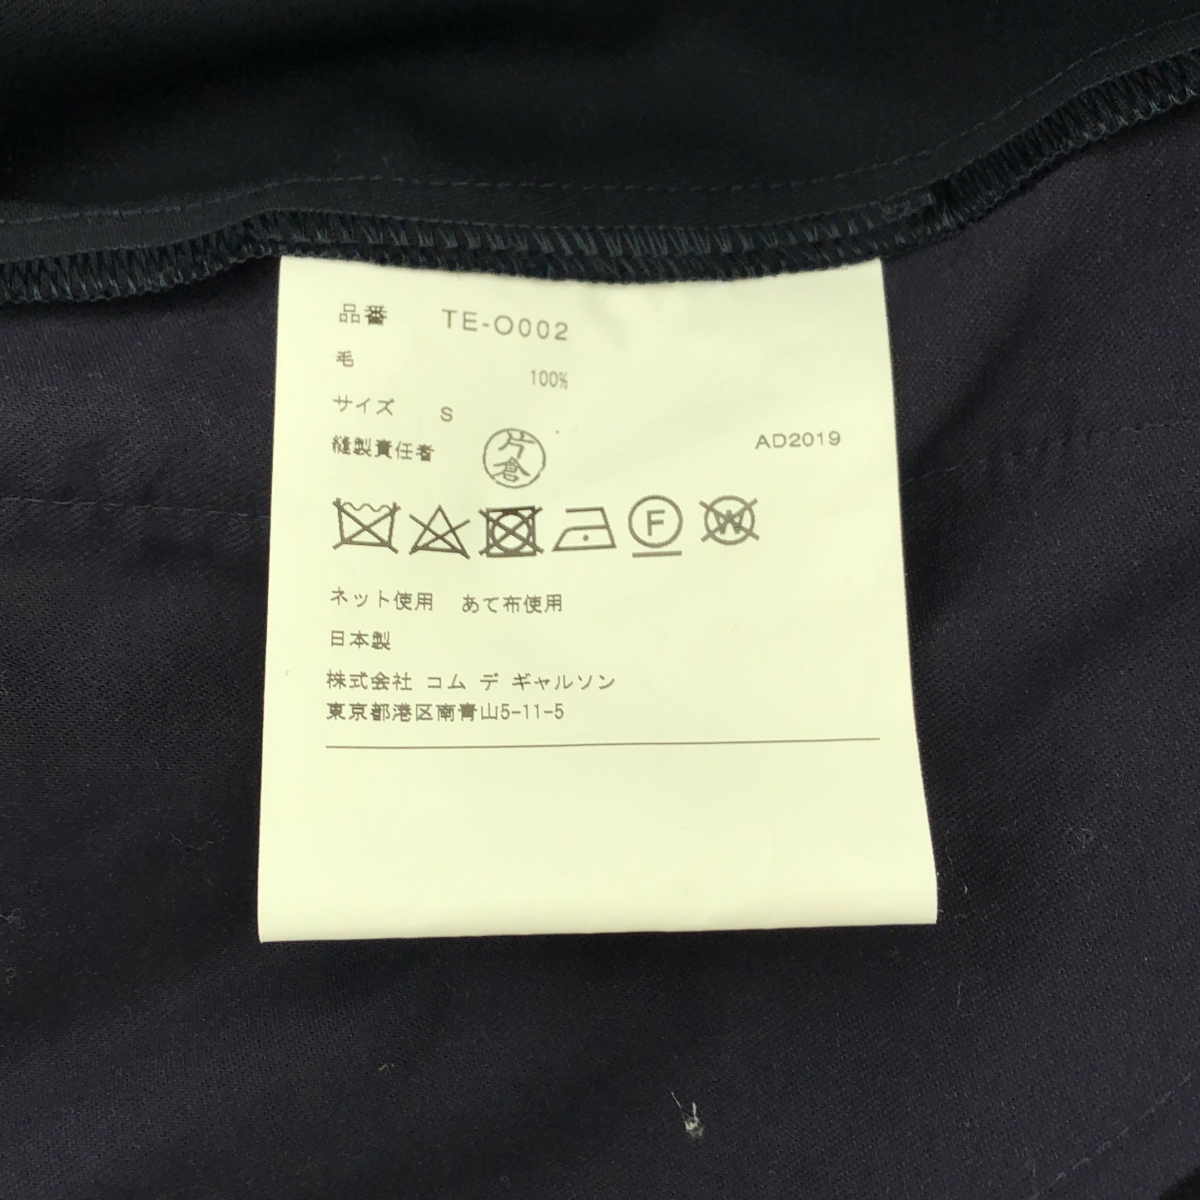 品番 TE-O002
毛
100%
サイズ S
縫製責任者 片倉
AD2019
F W
ネット使用 あて布使用
日本製
株式会社 コム デ ギャルソン
東京都港区南青山5-11-5